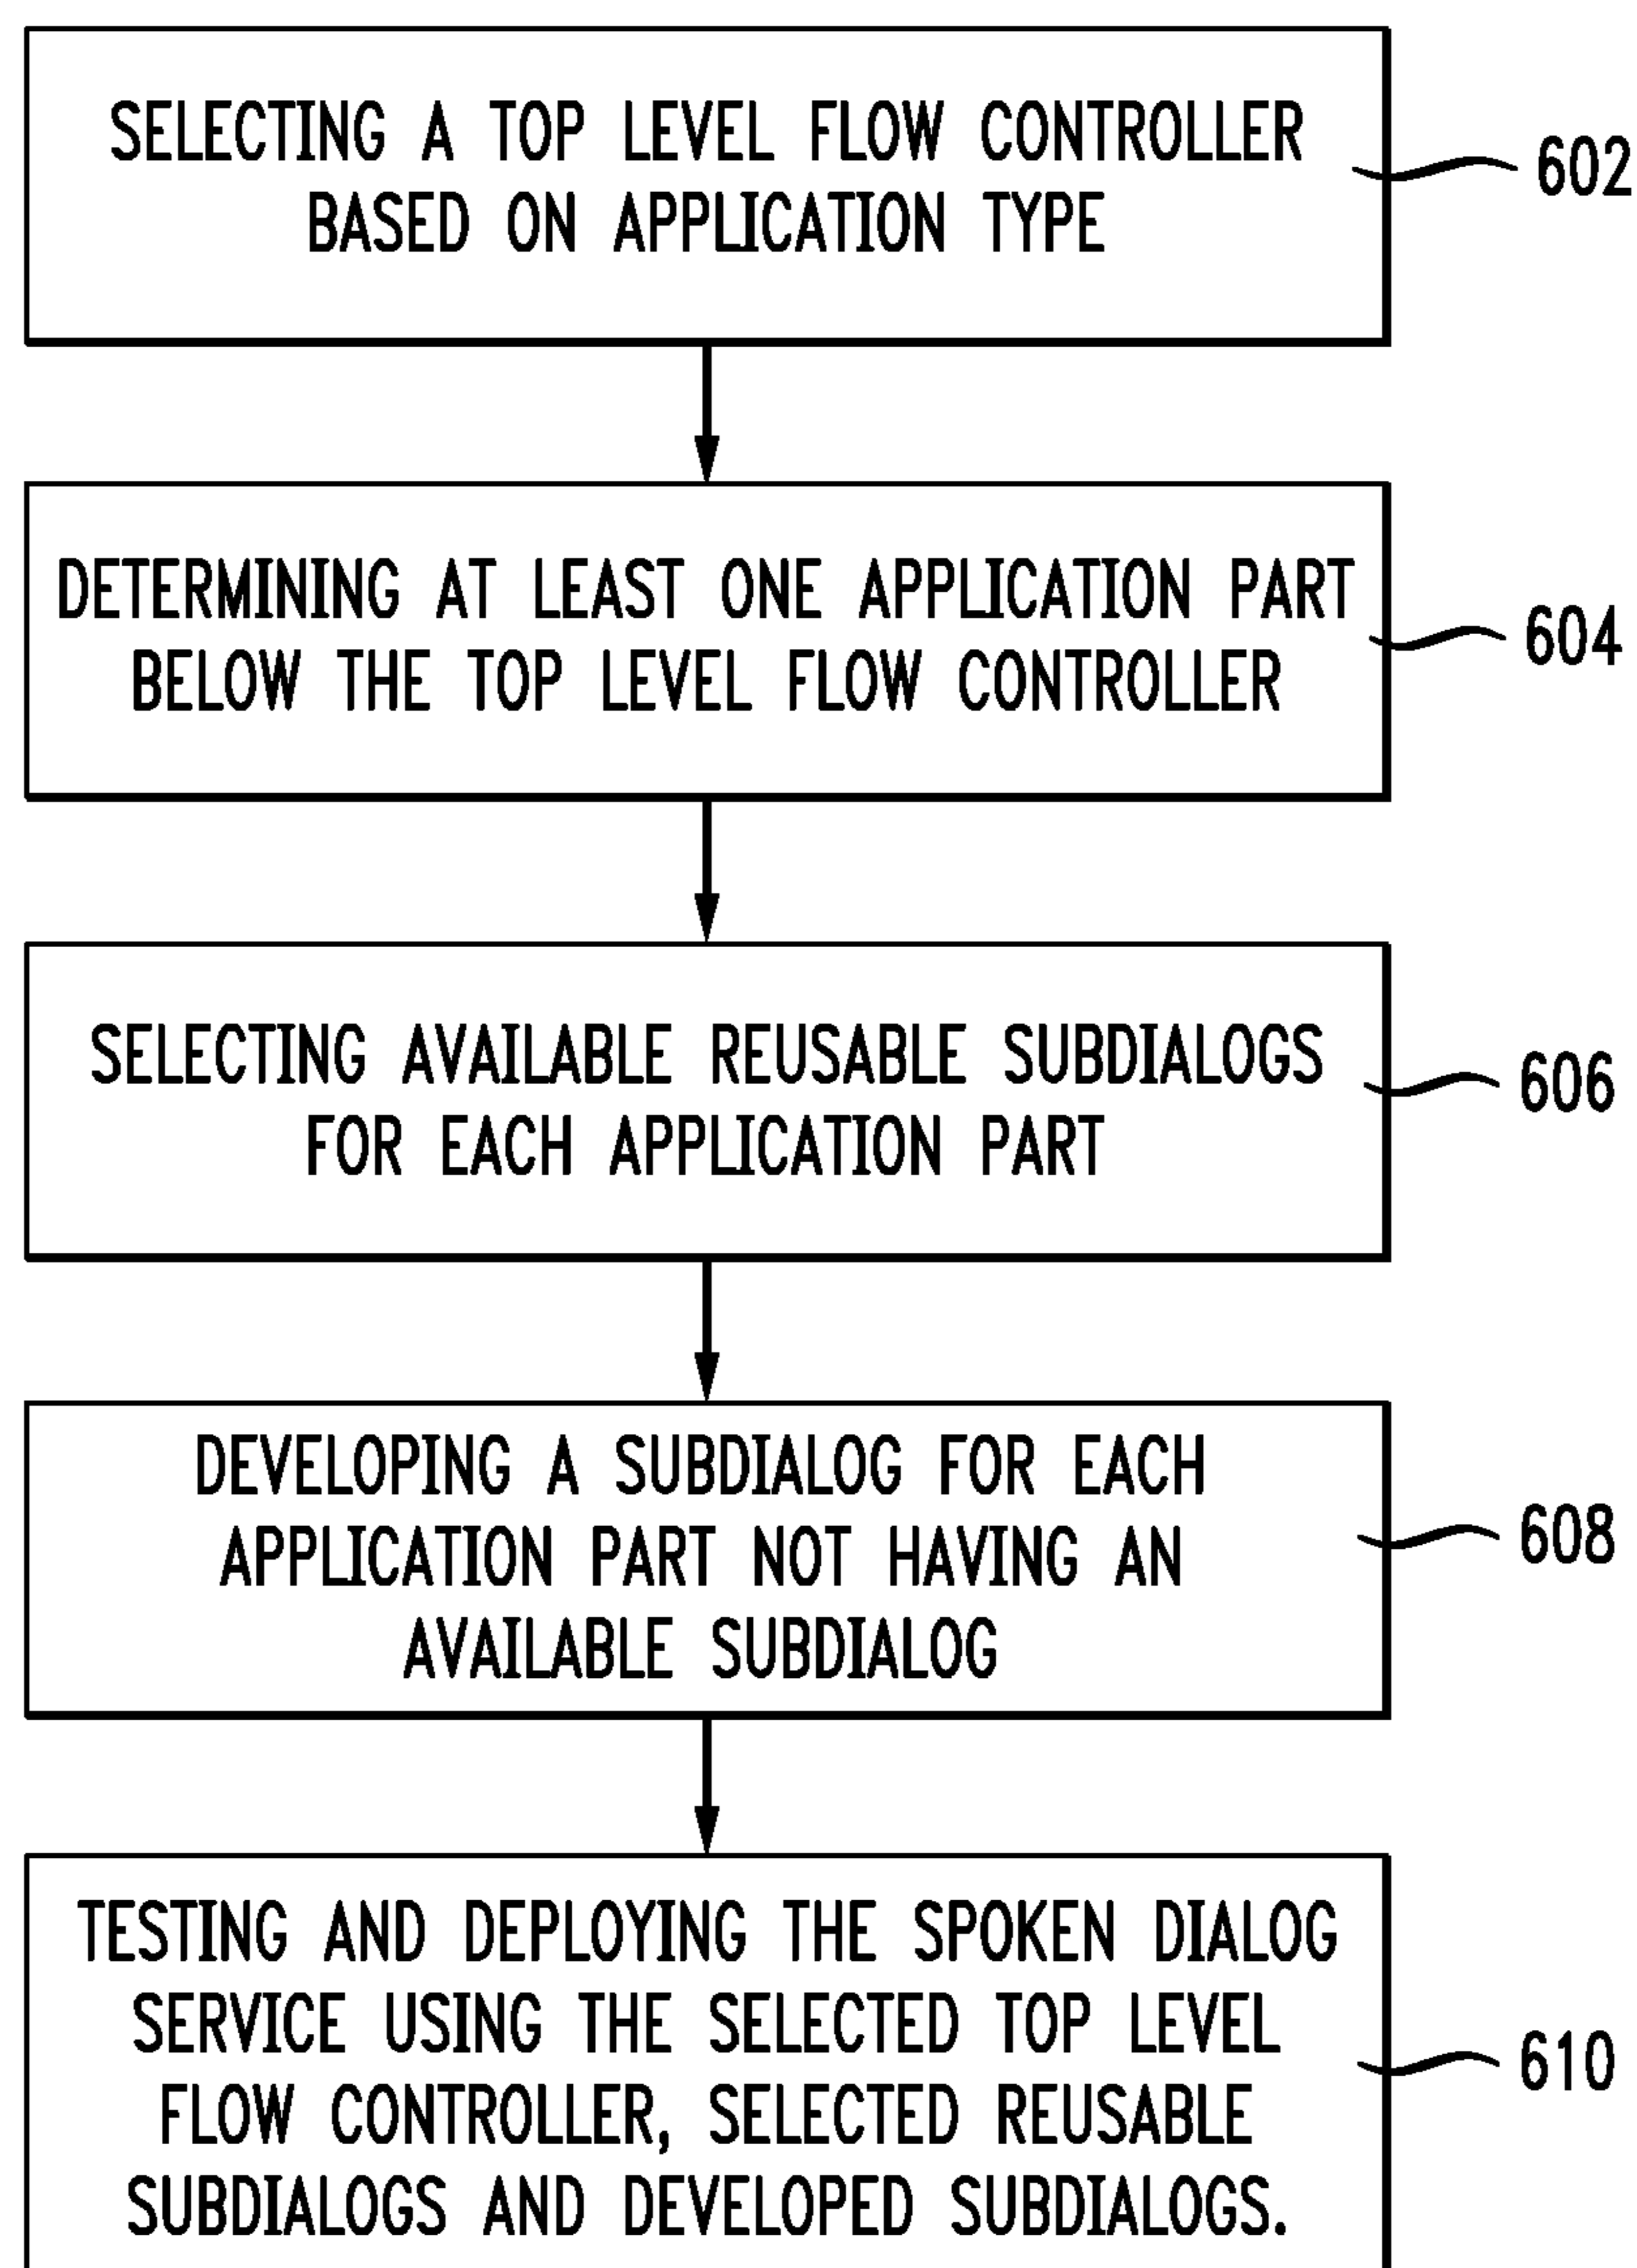 SELECTING A TOP LEVEL FLOW CONTROLLER
BASED ON APPLICATION TYPE
602
DETERMINING AT LEAST ONE APPLICATION PART
BELOW THE TOP LEVEL FLOW CONTROLLER
604
SELECTING AVAILABLE REUSABLE SUBDIALOGS
FOR EACH APPLICATION PART
606
DEVELOPING A SUBDIALOG FOR EACH
APPLICATION PART NOT HAVING AN
AVAILABLE SUBDIALOG
608
TESTING AND DEPLOYING THE SPOKEN DIALOG
SERVICE USING THE SELECTED TOP LEVEL
FLOW CONTROLLER, SELECTED REUSABLE
SUBDIALOGS AND DEVELOPED SUBDIALOGS.
610